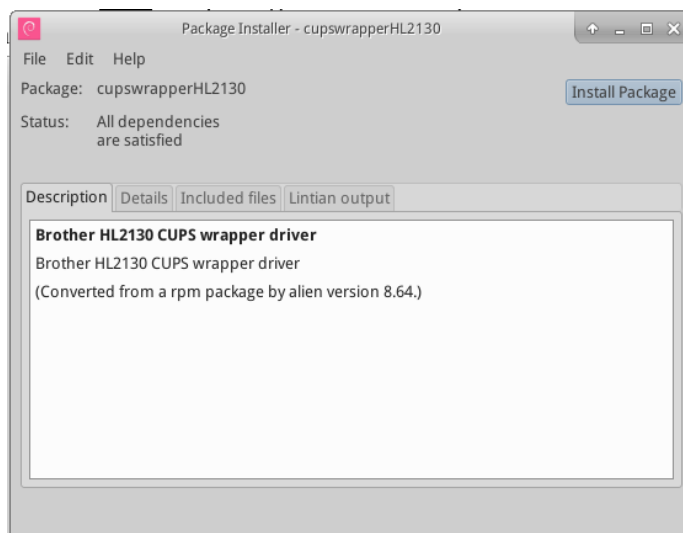 Package Installer - cupswrapperHL2130
File Edit Help
Package: cupswrapperHL2130
Install Package
Status: All dependencies
are satisfied
Description Details Included files Lintian output
Brother HL2130 CUPS wrapper driver
Brother HL2130 CUPS wrapper driver
(Converted from a rpm package by alien version 8.64.)